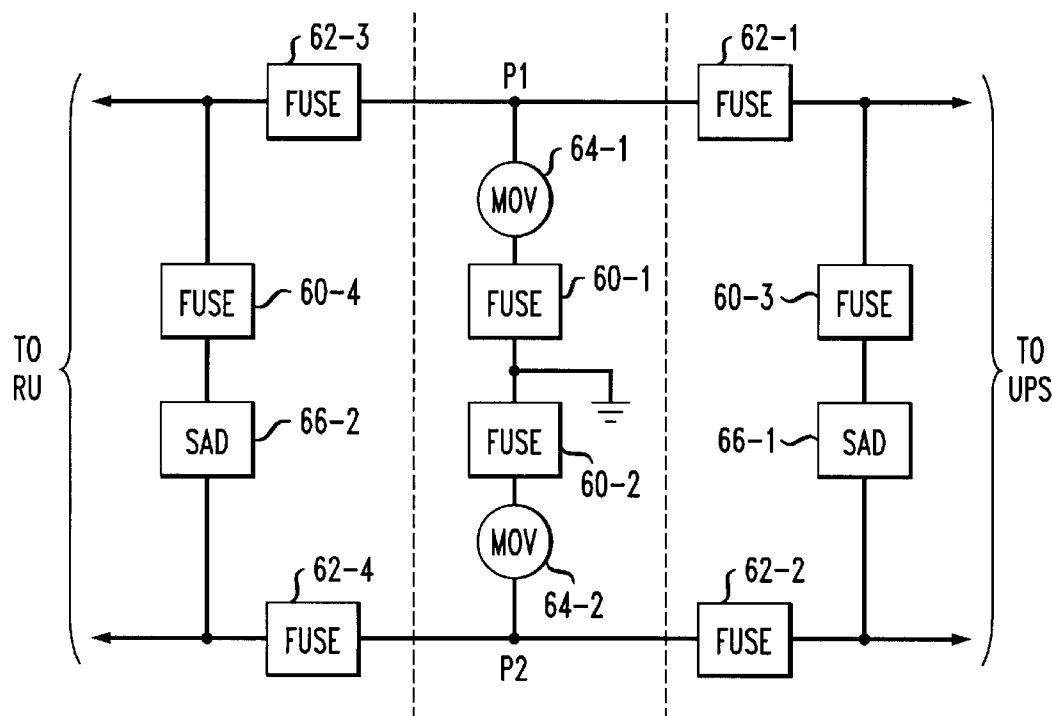 62-3
62-1
P1
FUSE
FUSE
64-1
MOV
FUSE
60-4
FUSE
60-1
60-3
FUSE
TO
RU
TO
UPS
SAD
66-2
FUSE
60-2
66-1
SAD
MOV
64-2
62-4
62-2
FUSE
P2
FUSE